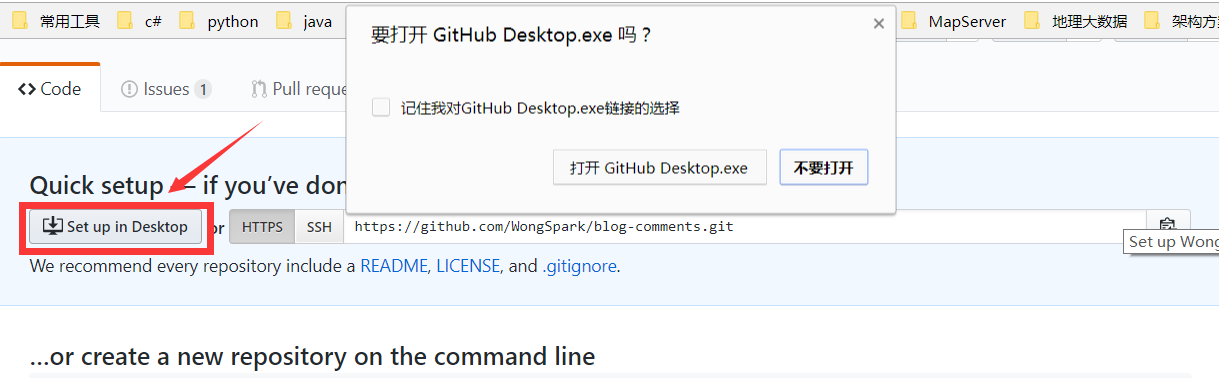 常用工具 c# python java MapServer 地理大数据 架构方
要打开 GitHub Desktop.exe 吗？
记住我对GitHub Desktop.exe链接的选择
打开 GitHub Desktop.exe 不要打开
Code Issues 1 Pull reque
Quick setup — if you’ve don
Set up in Desktop or HTTPS SSH https://github.com/WongSpark/blog-comments.git
Set up Wong
We recommend every repository include a README, LICENSE, and .gitignore.
…or create a new repository on the command line